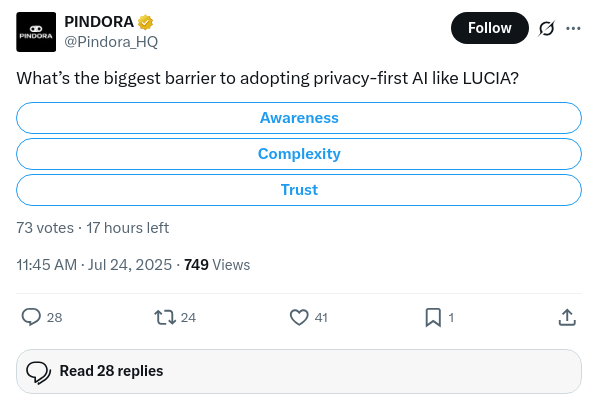 PINDORA
PINDORA
@Pindora_HQ
Follow
What’s the biggest barrier to adopting privacy-first AI like LUCIA?
Awareness
Complexity
Trust
73 votes · 17 hours left
11:45 AM · Jul 24, 2025 · 749 Views
28 24 41 1
Read 28 replies